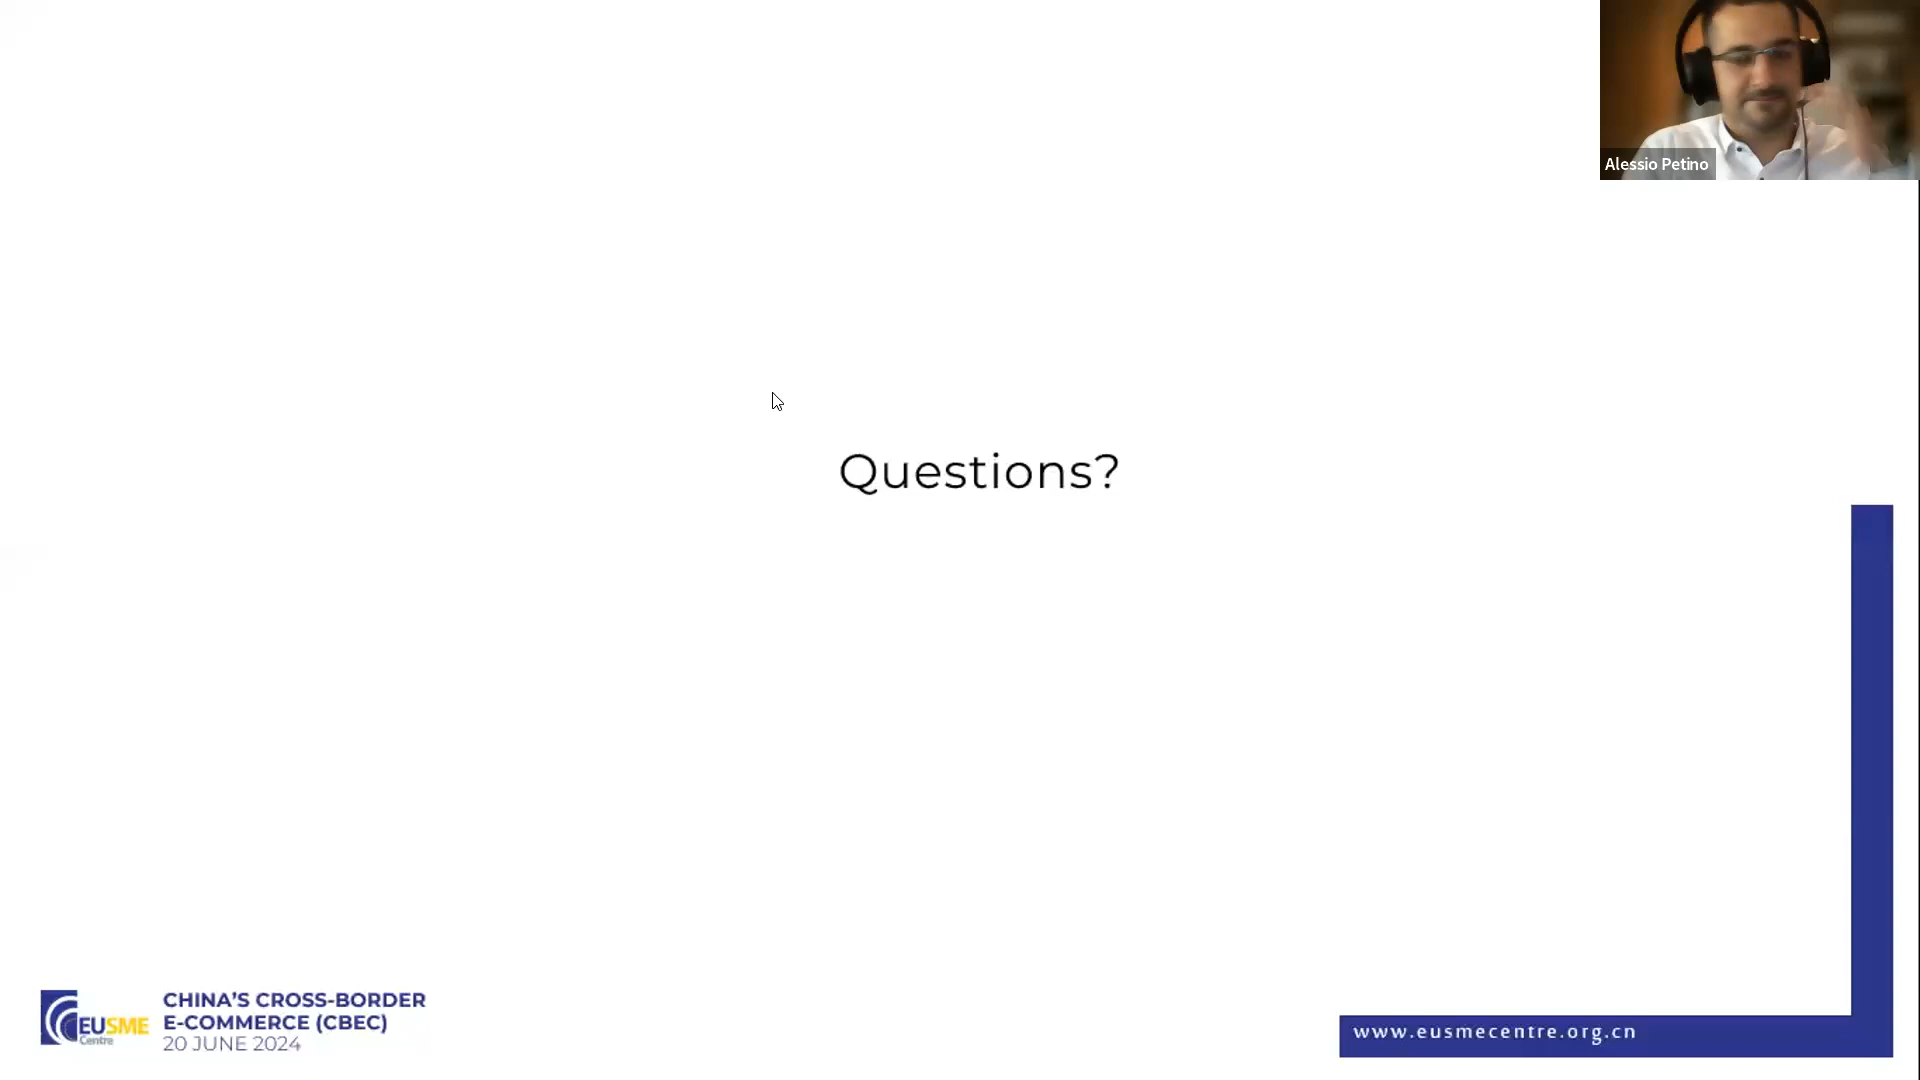 Alessio Petino
Questions?
EUSME
Centre
CHINA'S CROSS-BORDER
E-COMMERCE (CBEC)
20 JUNE 2024
www.eusmecentre.org.cn